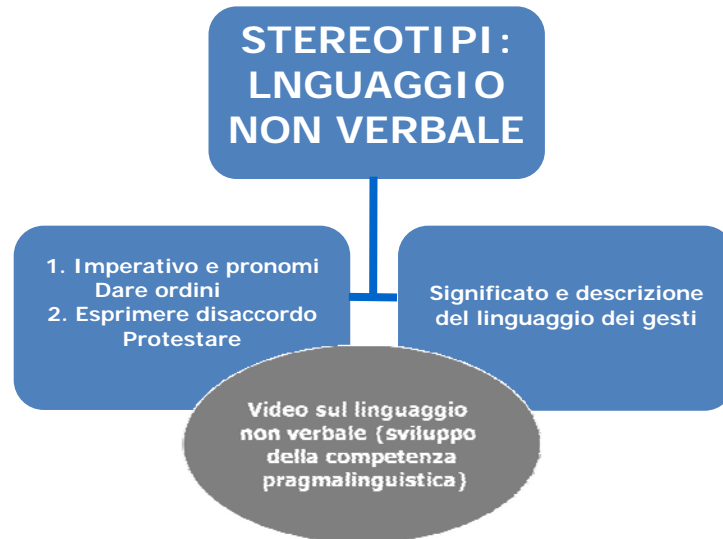 STEREOTIPI:
LNGUAGGIO
NON VERBALE
1. Imperativo e pronomi
Dare ordini
2. Esprimere disaccordo
Protestare
Significato e descrizione
del linguaggio dei gesti
Video sul linguaggio
non verbale (sviluppo
della competenza
pragmalinguistica)